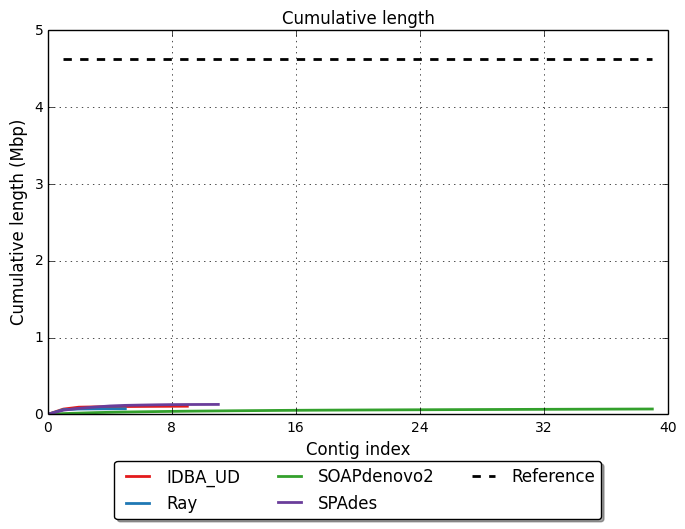 Cumulative length
5
4
3
2
1
0
Cumulative length (Mbp)
0 8 16 24 32 40
Contig index
IDBA_UD SOAPdenovo2 Reference
Ray SPAdes